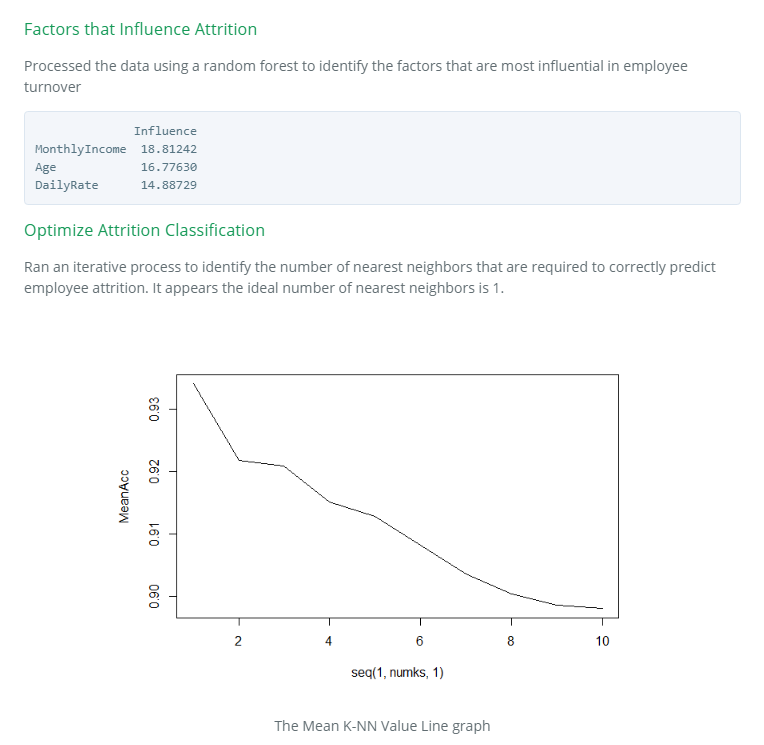 Factors that Influence Attrition
Processed the data using a random forest to identify the factors that are most influential in employee
turnover
Influence
MonthlyIncome 18.81242
Age 16.77630
DailyRate 14.88729
Optimize Attrition Classification
Ran an iterative process to identify the number of nearest neighbors that are required to correctly predict
employee attrition. It appears the ideal number of nearest neighbors is 1.
0.93
0.92
0.91
0.90
MeanAcc
2 4 6 8 10
seq(1, numks, 1)
The Mean K-NN Value Line graph